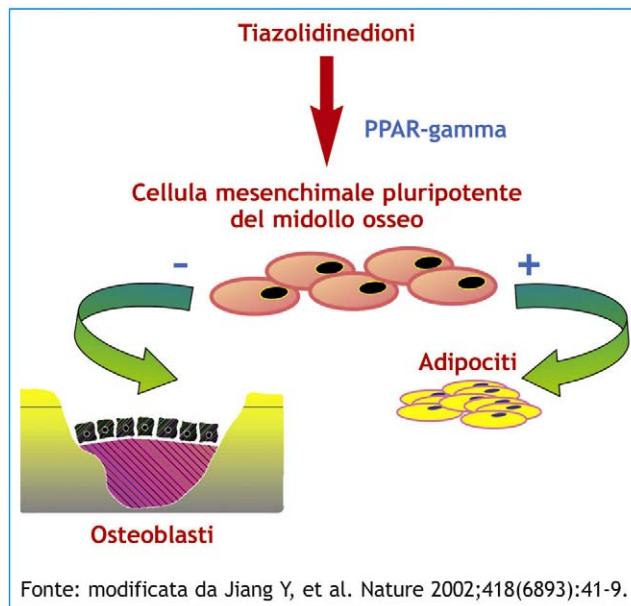 Tiazolidinedioni
PPAR-gamma
Cellula mesenchimale pluripotente
del midollo osseo
-
+
Adipociti
Osteoblasti
Fonte: modificata da Jiang Y, et al. Nature 2002;418(6893):41-9.